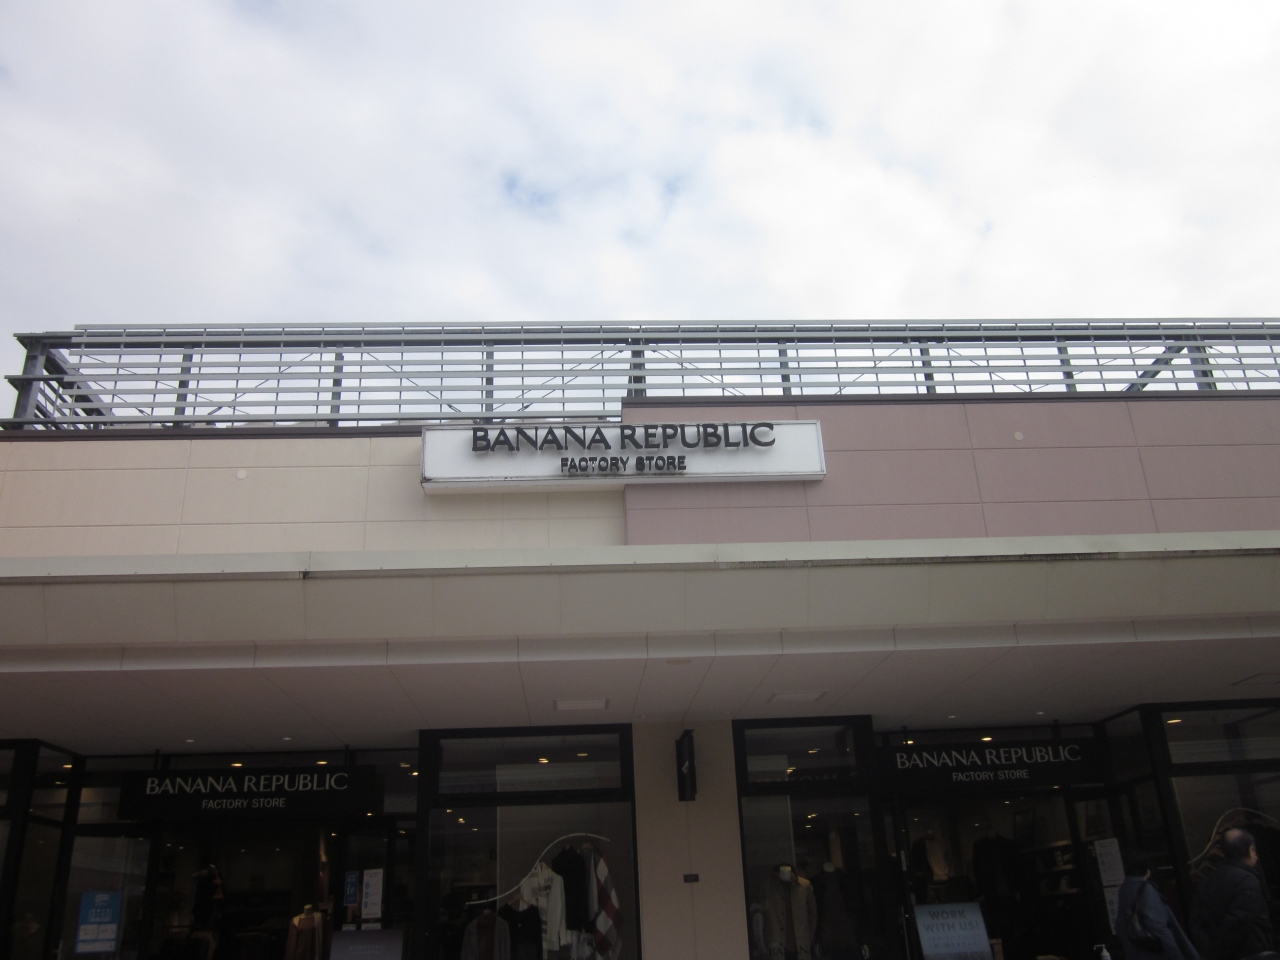 BANANA REPUBLIC
FACTORY STORE
BANANA REPUBLIC
FACTORY STORE
BANANA REPUBLIC
FACTORY STORE
WORK
WITH US!